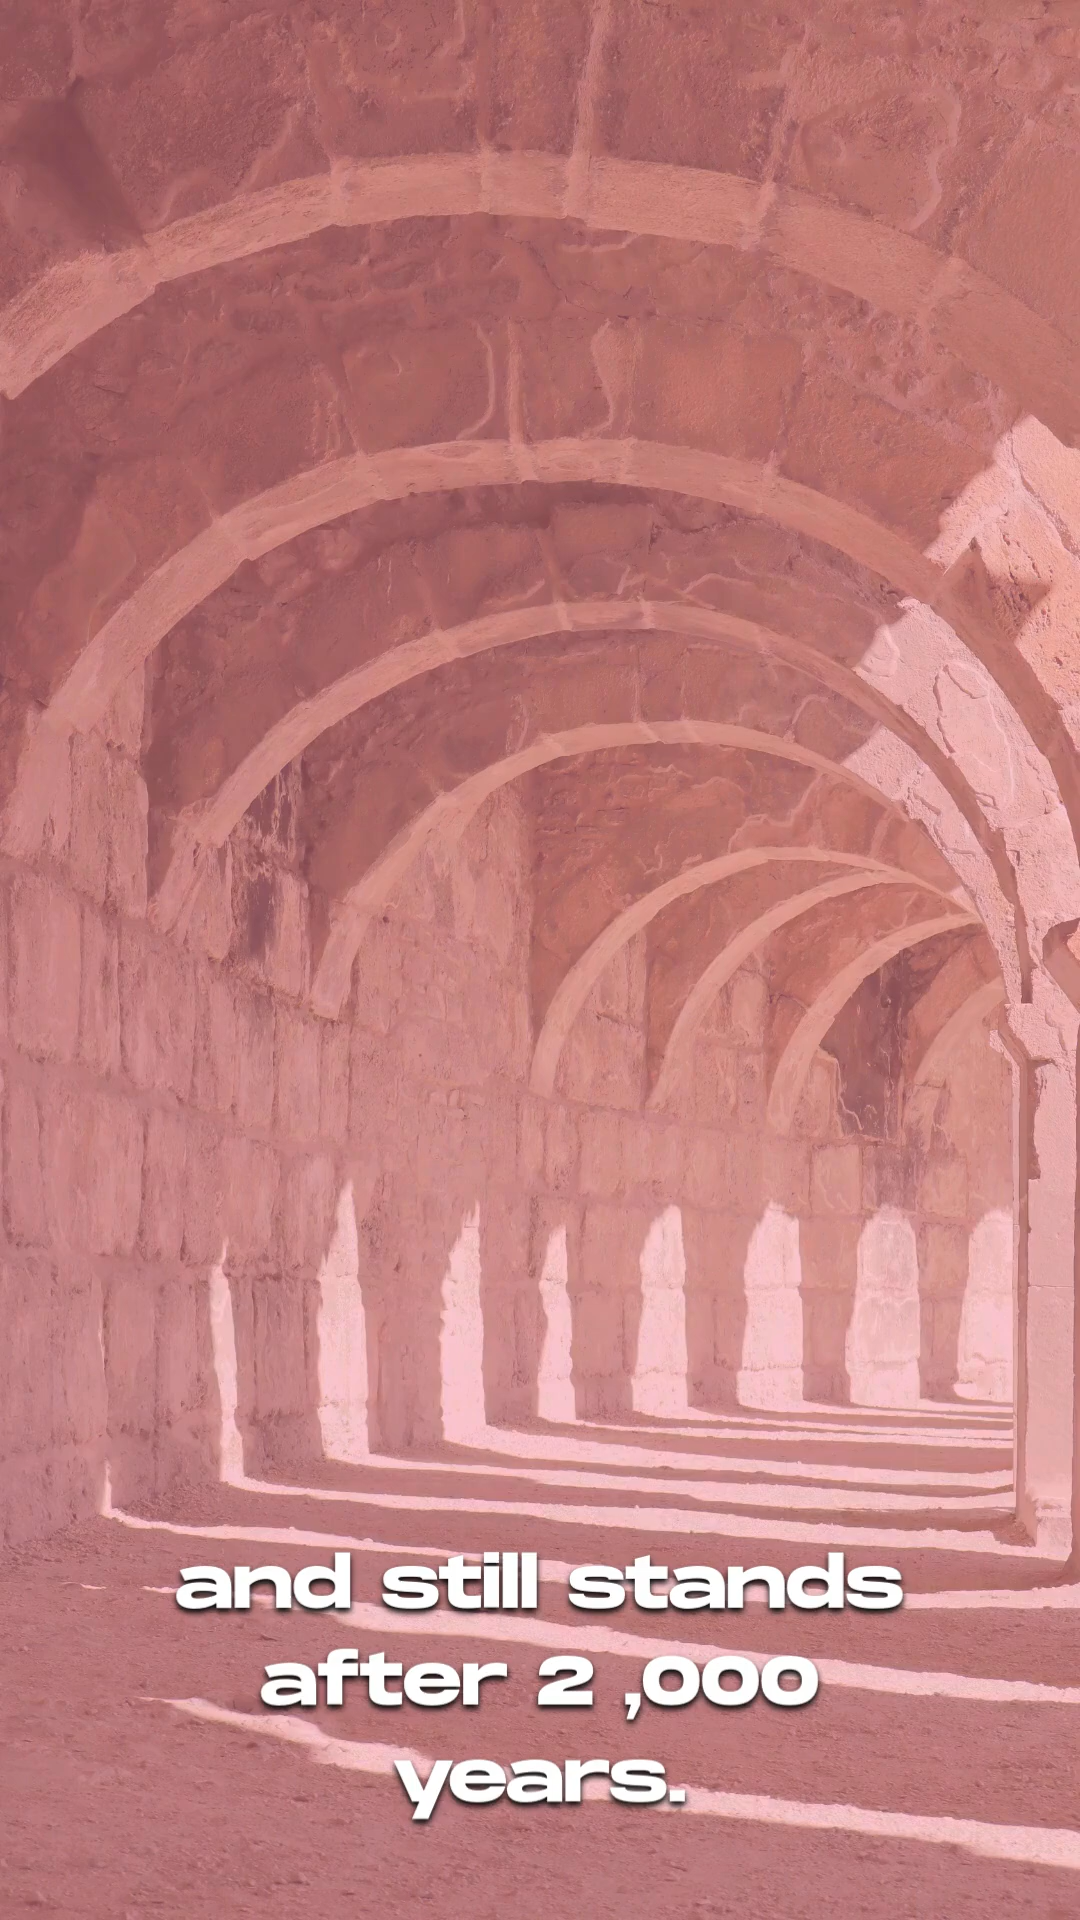 and still stands
after 2 ,000
years.